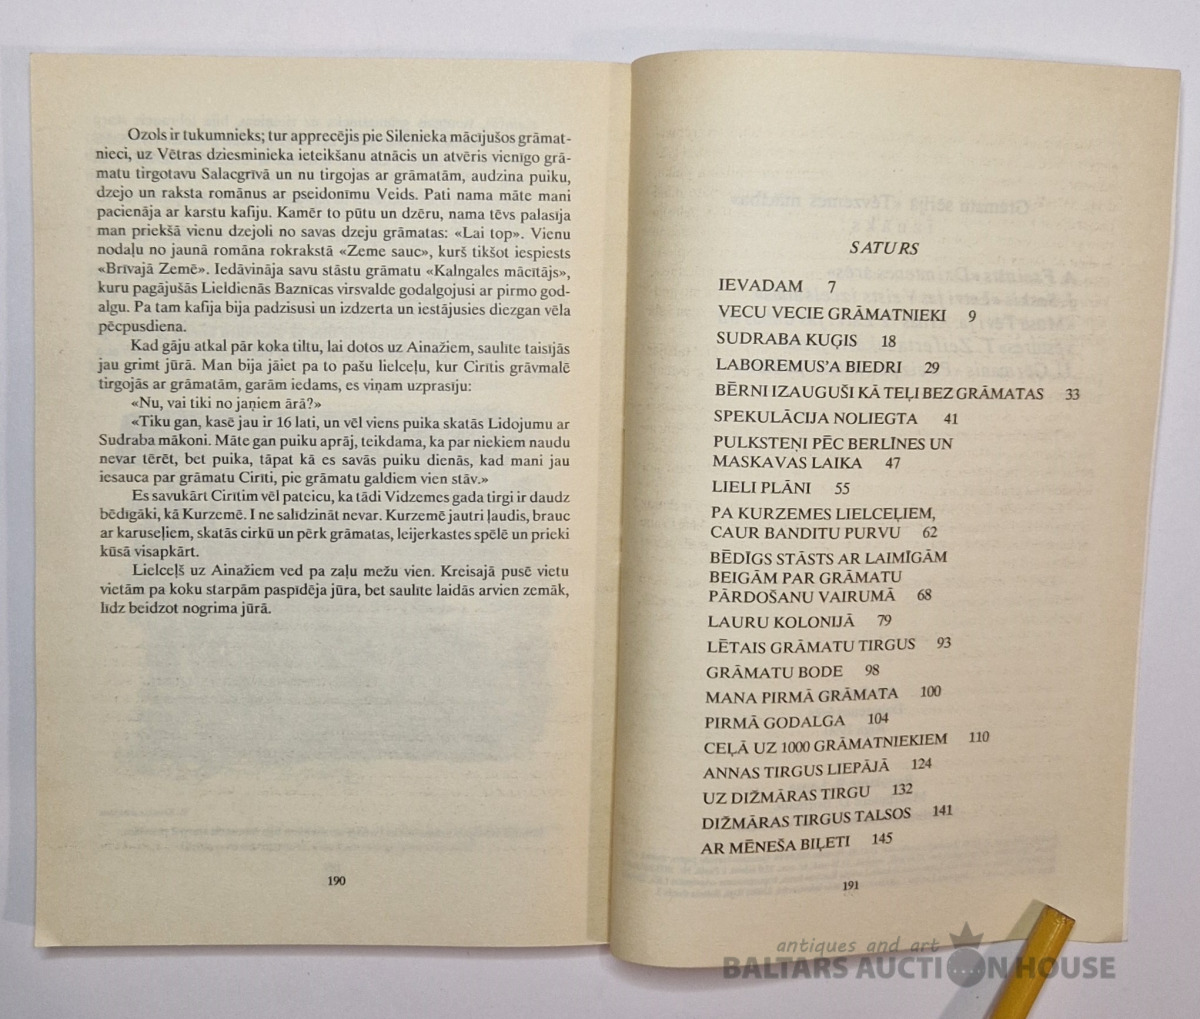 Ozols ir tukumnieks; tur apprecējis pie Silenieka mācījušos grāmat-
nieci, uz Vētras dziesminieka ieteikšanu atnācis un atvēris vienīgo grā-
matu tirgotavu Salacgrīvā un nu tirgojas ar grāmatām, audzina puiku,
dzejo un raksta romānus ar pseidonīmu Veids. Pati nama māte mani
pacienāja ar karstu kafiju. Kamēr to pūtu un dzēru, nama tēvs palasīja
man priekšā vienu dzejoli no savas dzeju grāmatas: «Lai top». Vienu
nodaļu no jaunā romāna rokrakstā «Zeme sauc», kurš tikšot iespiests
«Brīvajā Zemē». Iedāvināja savu stāstu grāmatu «Kalngales mācītājs»,
kuru pagājušās Lieldienās Baznīcas virsvalde godalgojusi ar pirmo god-
algu. Pa tam kafija bija padzisusi un izdzerta un iestājusies diezgan vēla
pēcpusdiena.
Kad gāju atkal pār koka tiltu, lai dotos uz Ainažiem, saulīte taisījās
jau grimt jūrā. Man bija jāiet pa to pašu lielceļu, kur Cirītis grāvmalē
tirgojās ar grāmatām, garām iedams, es viņam uzprasīju:
«Nu, vai tiki no jaņiem ārā?»
«Tiku gan, kasē jau ir 16 lati, un vēl viens puika skatās Lidojumu ar
Sudraba mākoni. Māte gan puiku aprāj, teikdama, ka par niekiem naudu
nevar tērēt, bet puika, tāpat kā es savās puiku dienās, kad mani jau
iesauca par grāmatu Cirīti, pie grāmatu galdiem vien stāv.»
Es savukārt Cirītim vēl pateicu, ka tādi Vidzemes gada tirgi ir daudz
bēdīgāki, kā Kurzemē. I ne salīdzināt nevar. Kurzemē jautri ļaudis, brauc
ar karuseļiem, skatās cirkū un pērk grāmatas, leijerkastes spēlē un prieki
kūsā visapkārt.
Lielceļš uz Ainažiem ved pa zaļu mežu vien. Kreisajā pusē vietu
vietām pa koku starpām paspīdēja jūra, bet saulīte laidās arvien zemāk,
līdz beidzot nogrima jūrā.
190
SATURS
IEVADAM 7
VECU VECIE GRĀMATNIEKI 9
SUDRABA KUĢIS 18
LABOREMUS'A BIEDRI 29
BĒRNI IZAUGUŠI KĀ TEĻI BEZ GRĀMATAS 33
SPEKULĀCIJA NOLIEGTA 41
PULKSTEŅI PĒC BERLĪNES UN
MASKAVAS LAIKA 47
LIELI PLĀNI 55
PA KURZEMES LIELCEĻIEM,
CAUR BANDITU PURVU 62
BĒDĪGS STĀSTS AR LAIMĪGĀM
BEIGĀM PAR GRĀMATU
PĀRDOŠANU VAIRUMĀ 68
LAURU KOLONIJĀ 79
LĒTAIS GRĀMATU TIRGUS 93
GRĀMATU BODE 98
MANA PIRMĀ GRĀMATA 100
PIRMĀ GODALGA 104
CEĻĀ UZ 1000 GRĀMATNIEKIEM 110
ANNAS TIRGUS LIEPĀJĀ 124
UZ DIŽMĀRAS TIRGU 132
DIŽMĀRAS TIRGUS TALSOS 141
AR MĒNEŠA BIĻETI 145
191
antiques and art
BALTARS AUCTION HOUSE